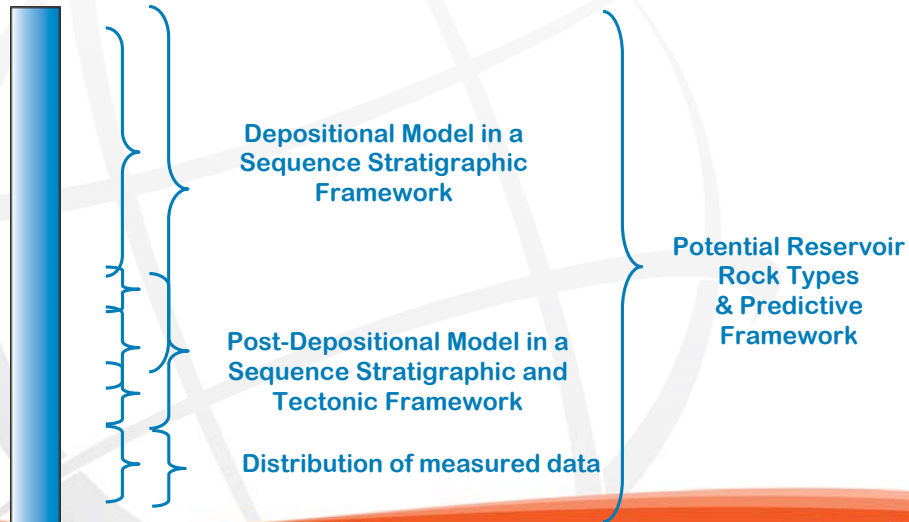 Depositional Model in a
Sequence Stratigraphic
Framework
Potential Reservoir
Rock Types
& Predictive
Framework
Post-Depositional Model in a
Sequence Stratigraphic and
Tectonic Framework
Distribution of measured data